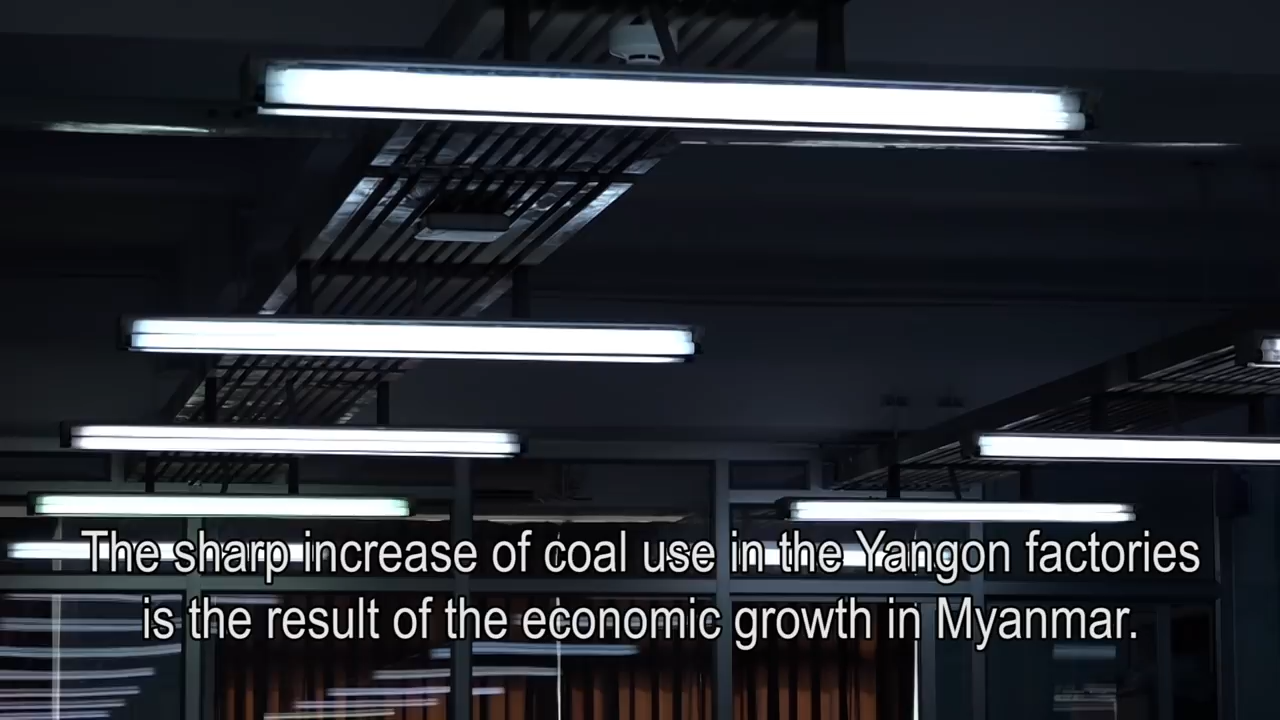 The sharp increase of coal use in the Yangon factories
is the result of the economic growth in Myanmar.